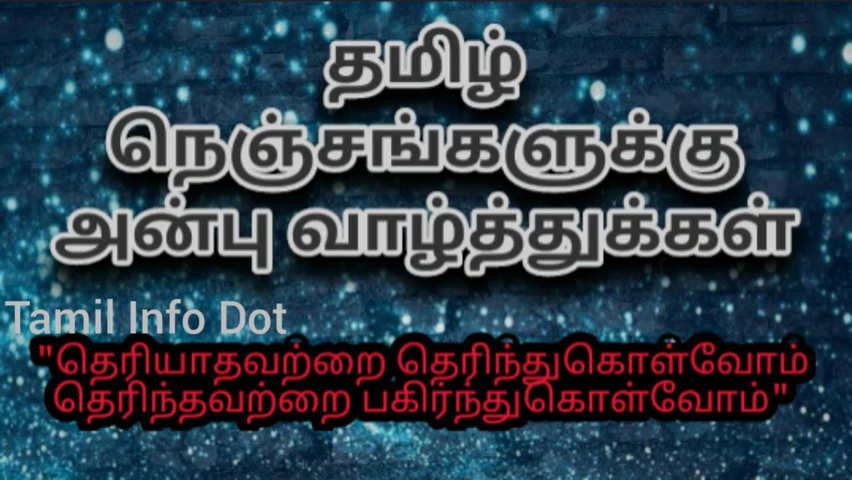 தமிழ்
நெஞ்சங்களுக்கு
அன்பு வாழ்த்துக்கள்
Tamil Info Dot
"தெரியாதவற்றை தெரிந்துகொள்வோம்
தெரிந்தவற்றை பகிர்ந்துகொள்வோம்"